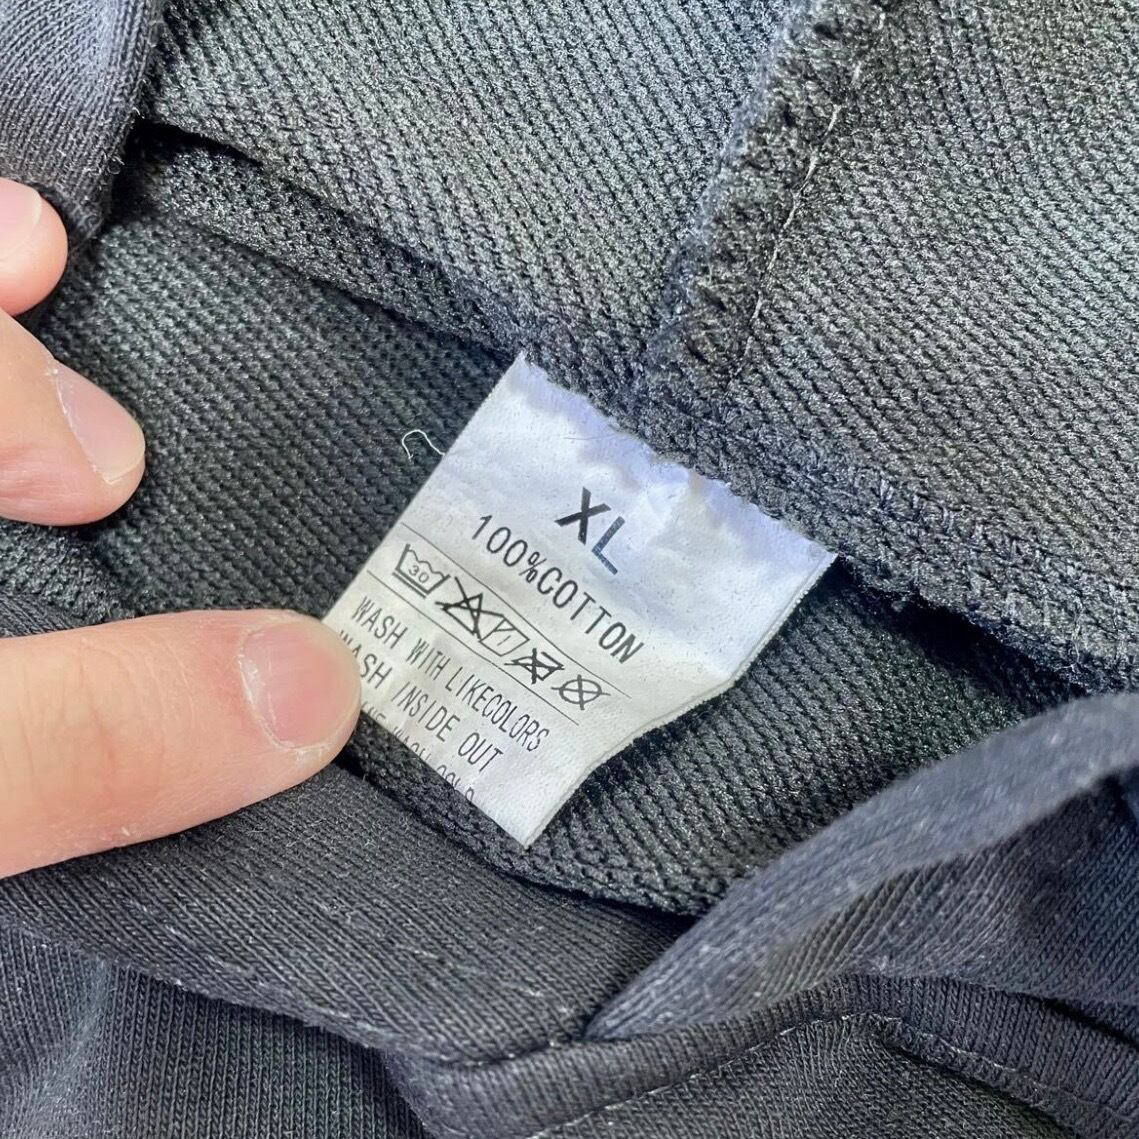 XL
100%COTTON
30
WASH WITH LIKECOLORS
WASH INSIDE OUT